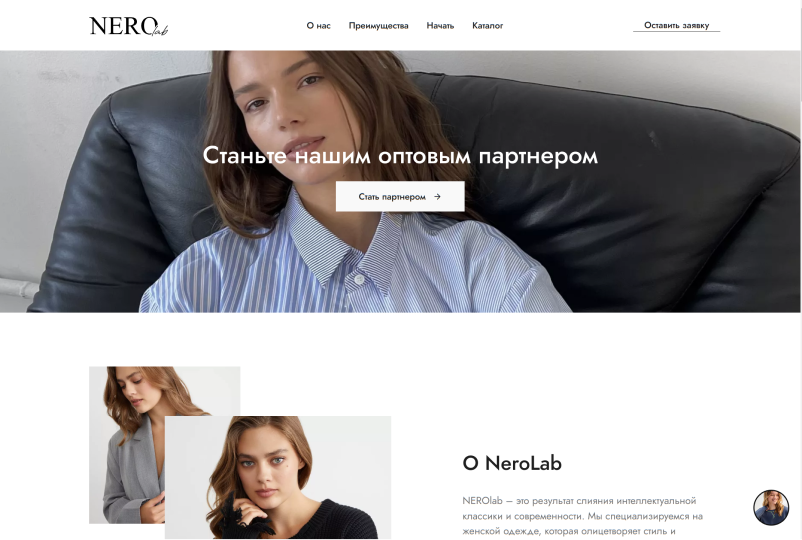 NERO lab
О нас
Преимущества
Начать
Каталог
Оставить заявку
Станьте нашим оптовым партнером
Стать партнером →
О NeroLab
NEROlab – это результат слияния интеллектуальной
классики и современности. Мы специализируемся на
женской одежде, которая олицетворяет стиль и